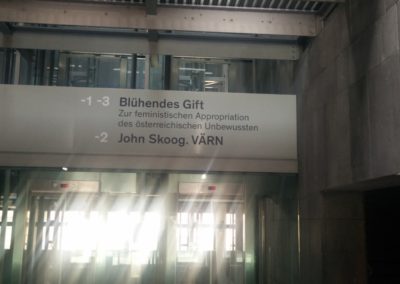 -1 -3 Blühendes Gift
Zur feministischen Appropriation
des österreichischen Unbewussten
-2 John Skoog. VÄRN